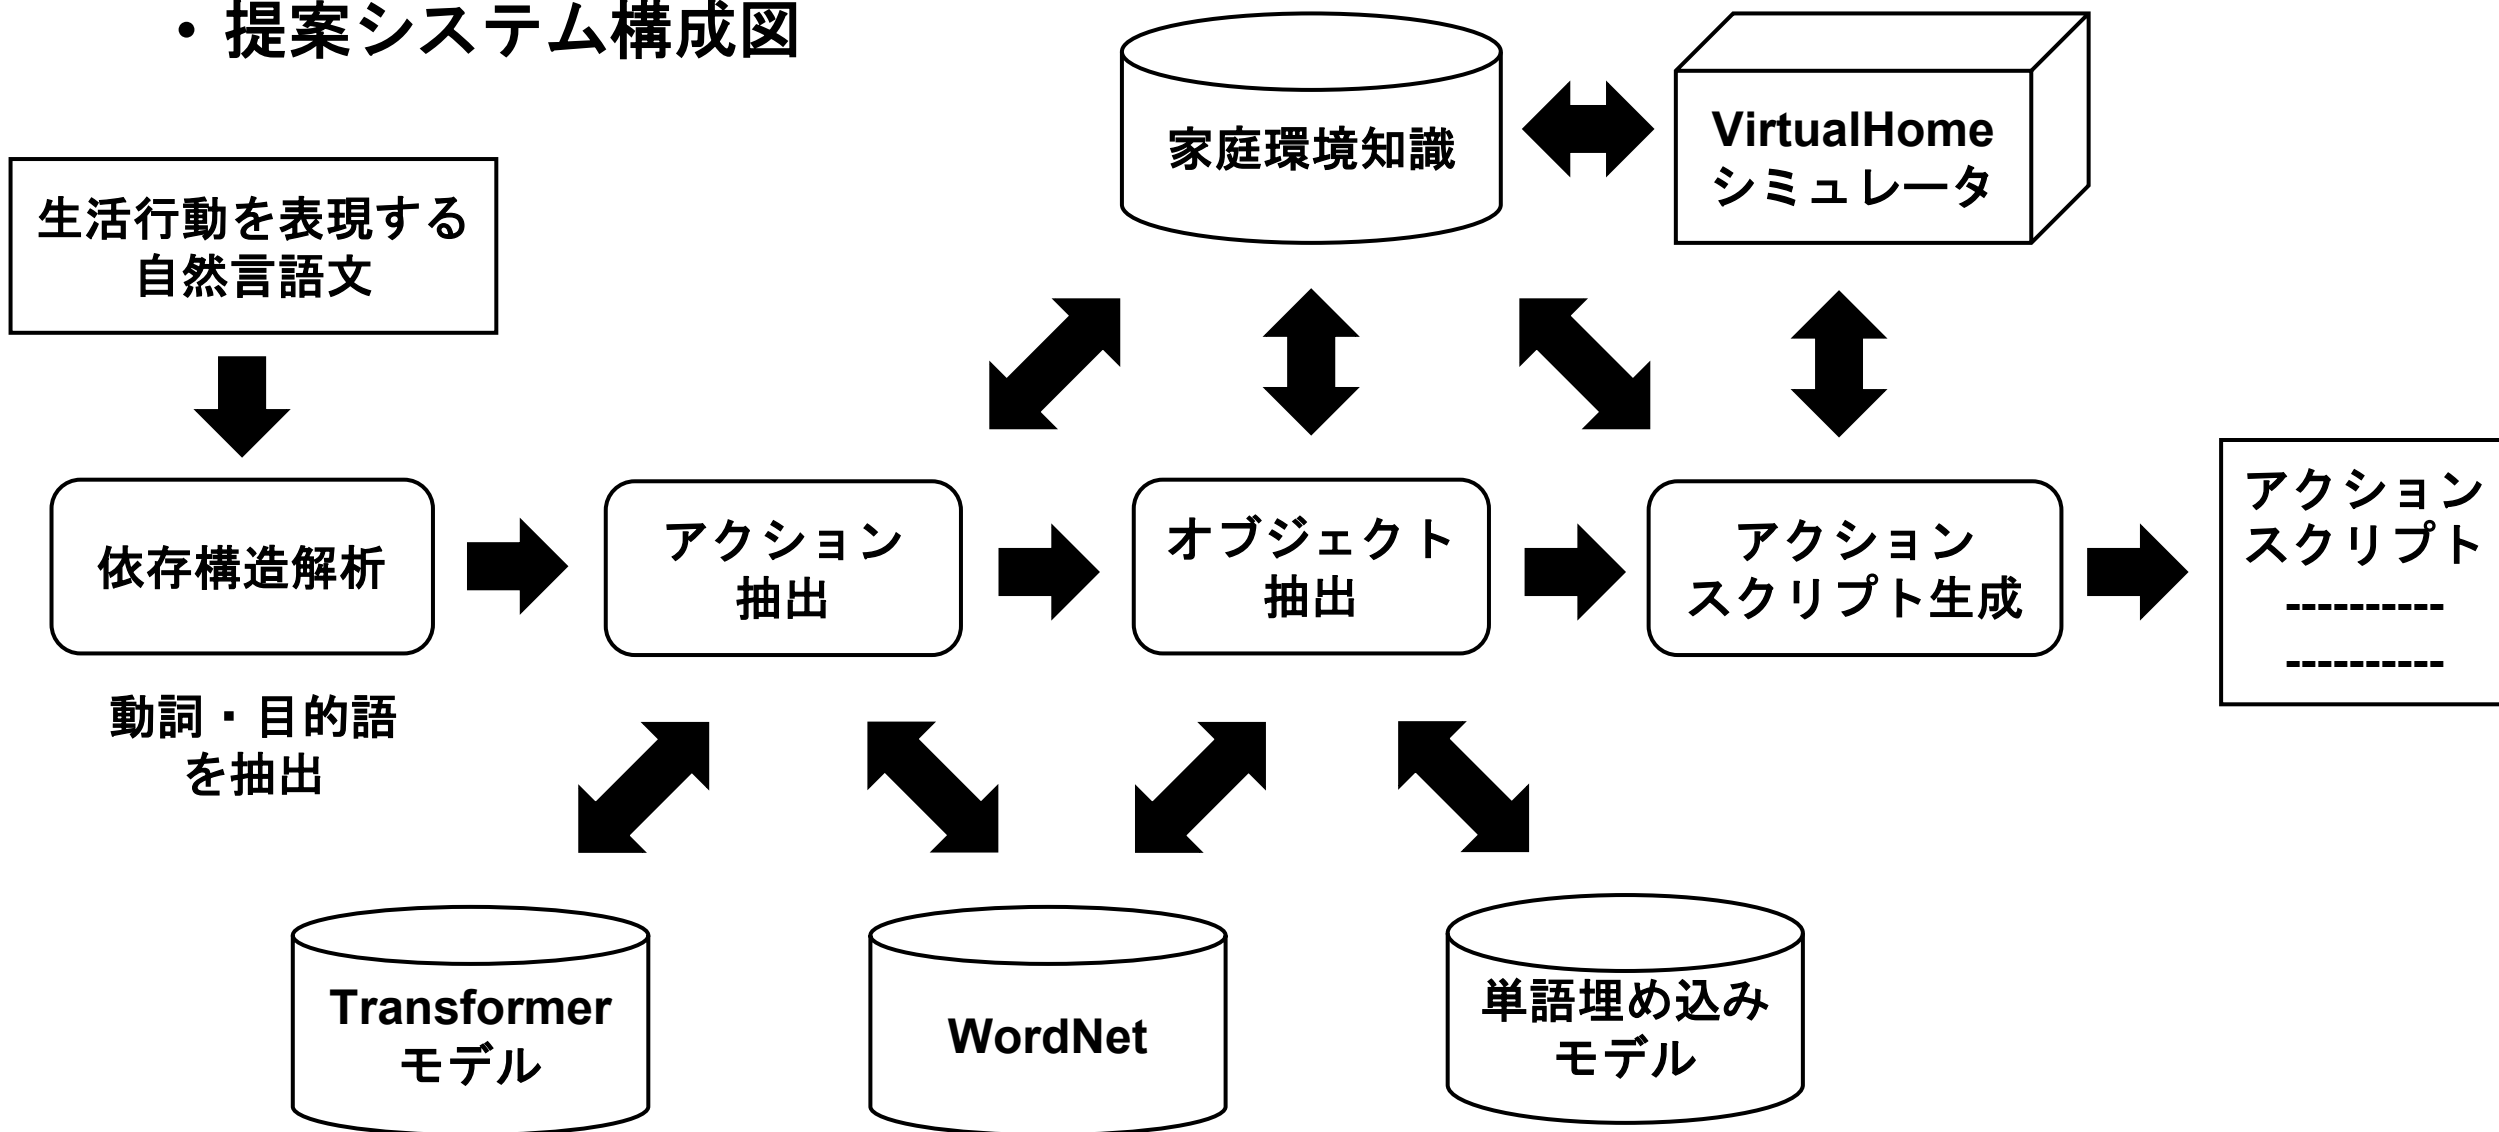 ・提案システム構成図
家庭環境知識
VirtualHome
シミュレータ
生活行動を表現する
自然言語文
依存構造解析
アクション
抽出
オブジェクト
抽出
アクション
スクリプト生成
アクション
スクリプト
----------
----------
動詞・目的語
を抽出
Transformer
モデル
WordNet
単語埋め込み
モデル